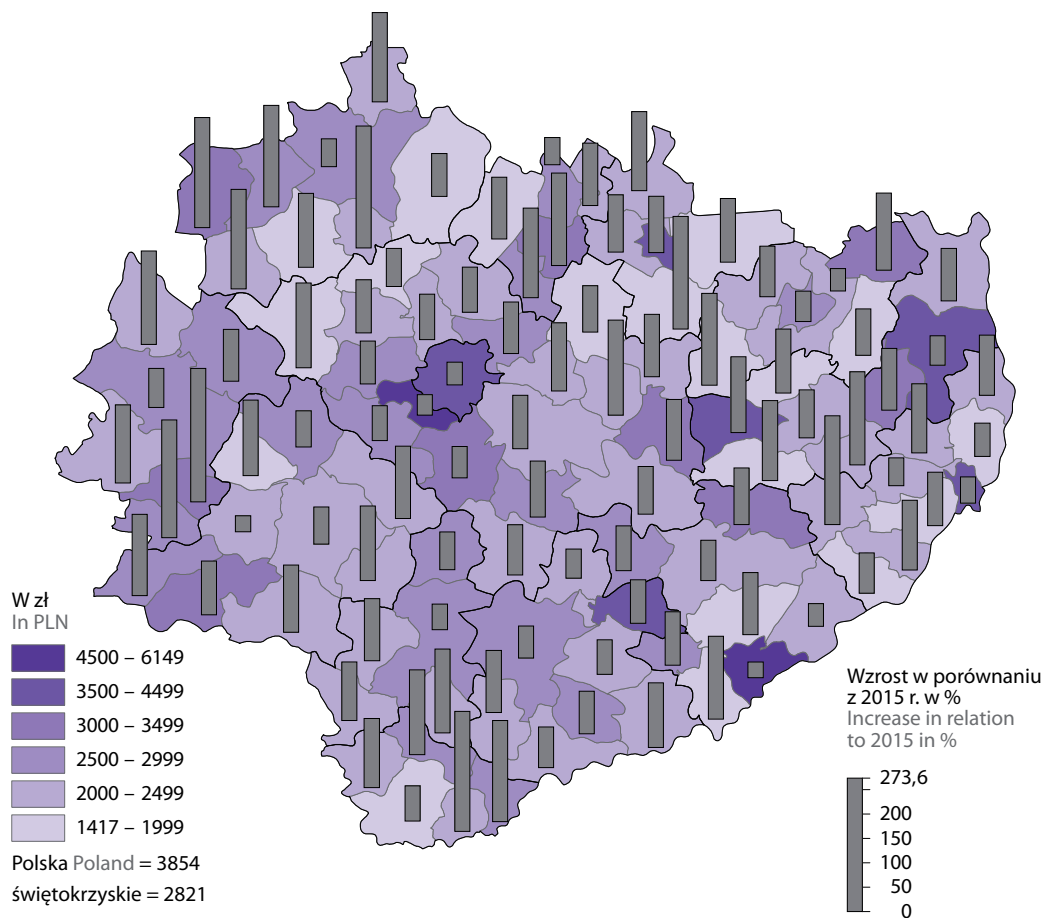 W zł
In PLN
4500 – 6149
3500 – 4499
3000 – 3499
2500 – 2999
2000 – 2499
1417 – 1999
Polska Poland = 3854
świętokrzyskie = 2821
Wzrost w porównaniu
z 2015 r. w %
Increase in relation
to 2015 in %
273,6
200
150
100
50
0